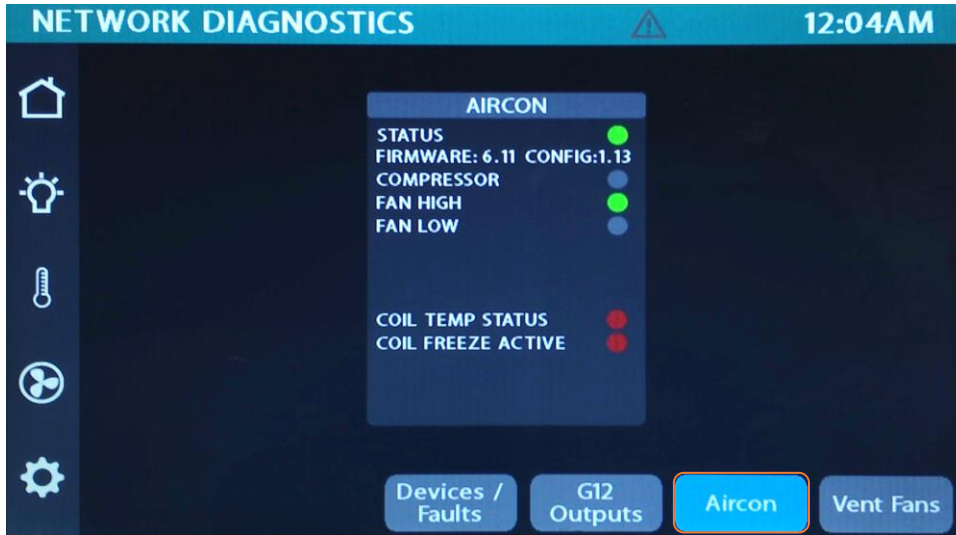 NETWORK DIAGNOSTICS
12:04AM
AIRCON
STATUS
FIRMWARE: 6.11 CONFIG:1.13
COMPRESSOR
FAN HIGH
FAN LOW
COIL TEMP STATUS
COIL FREEZE ACTIVE
Devices /
Faults
G12
Outputs
Aircon
Vent Fans